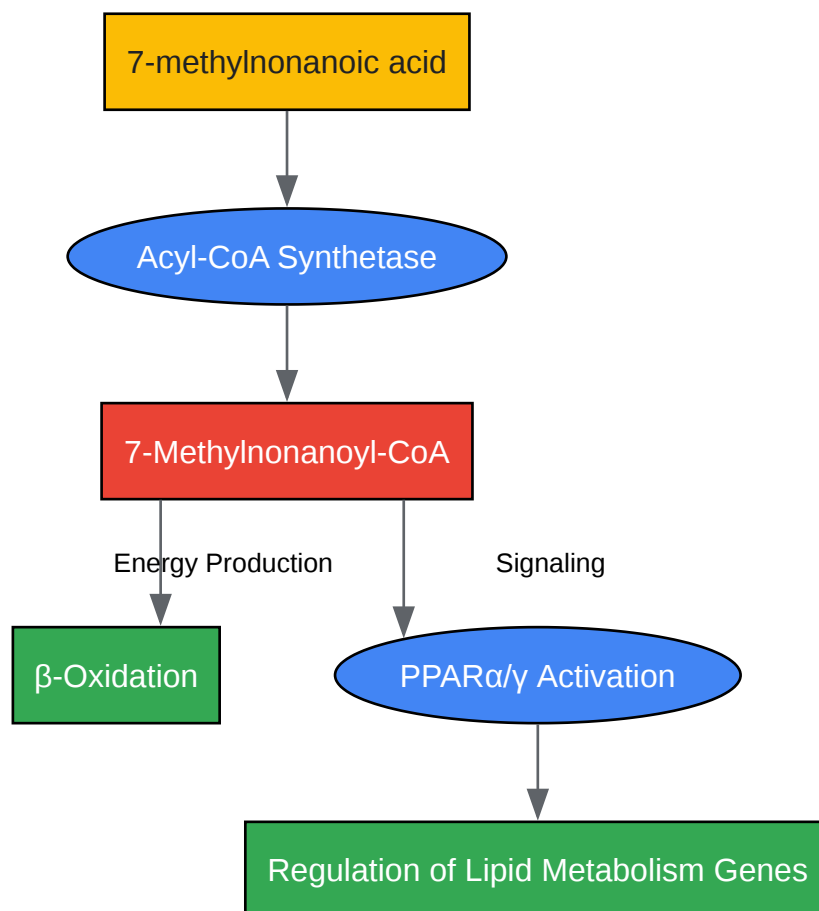 7-methylnonanoic acid
Acyl-CoA Synthetase
7-Methylnonanoyl-CoA
Energy Production
Signaling
β-Oxidation
PPARα/γ Activation
Regulation of Lipid Metabolism Genes